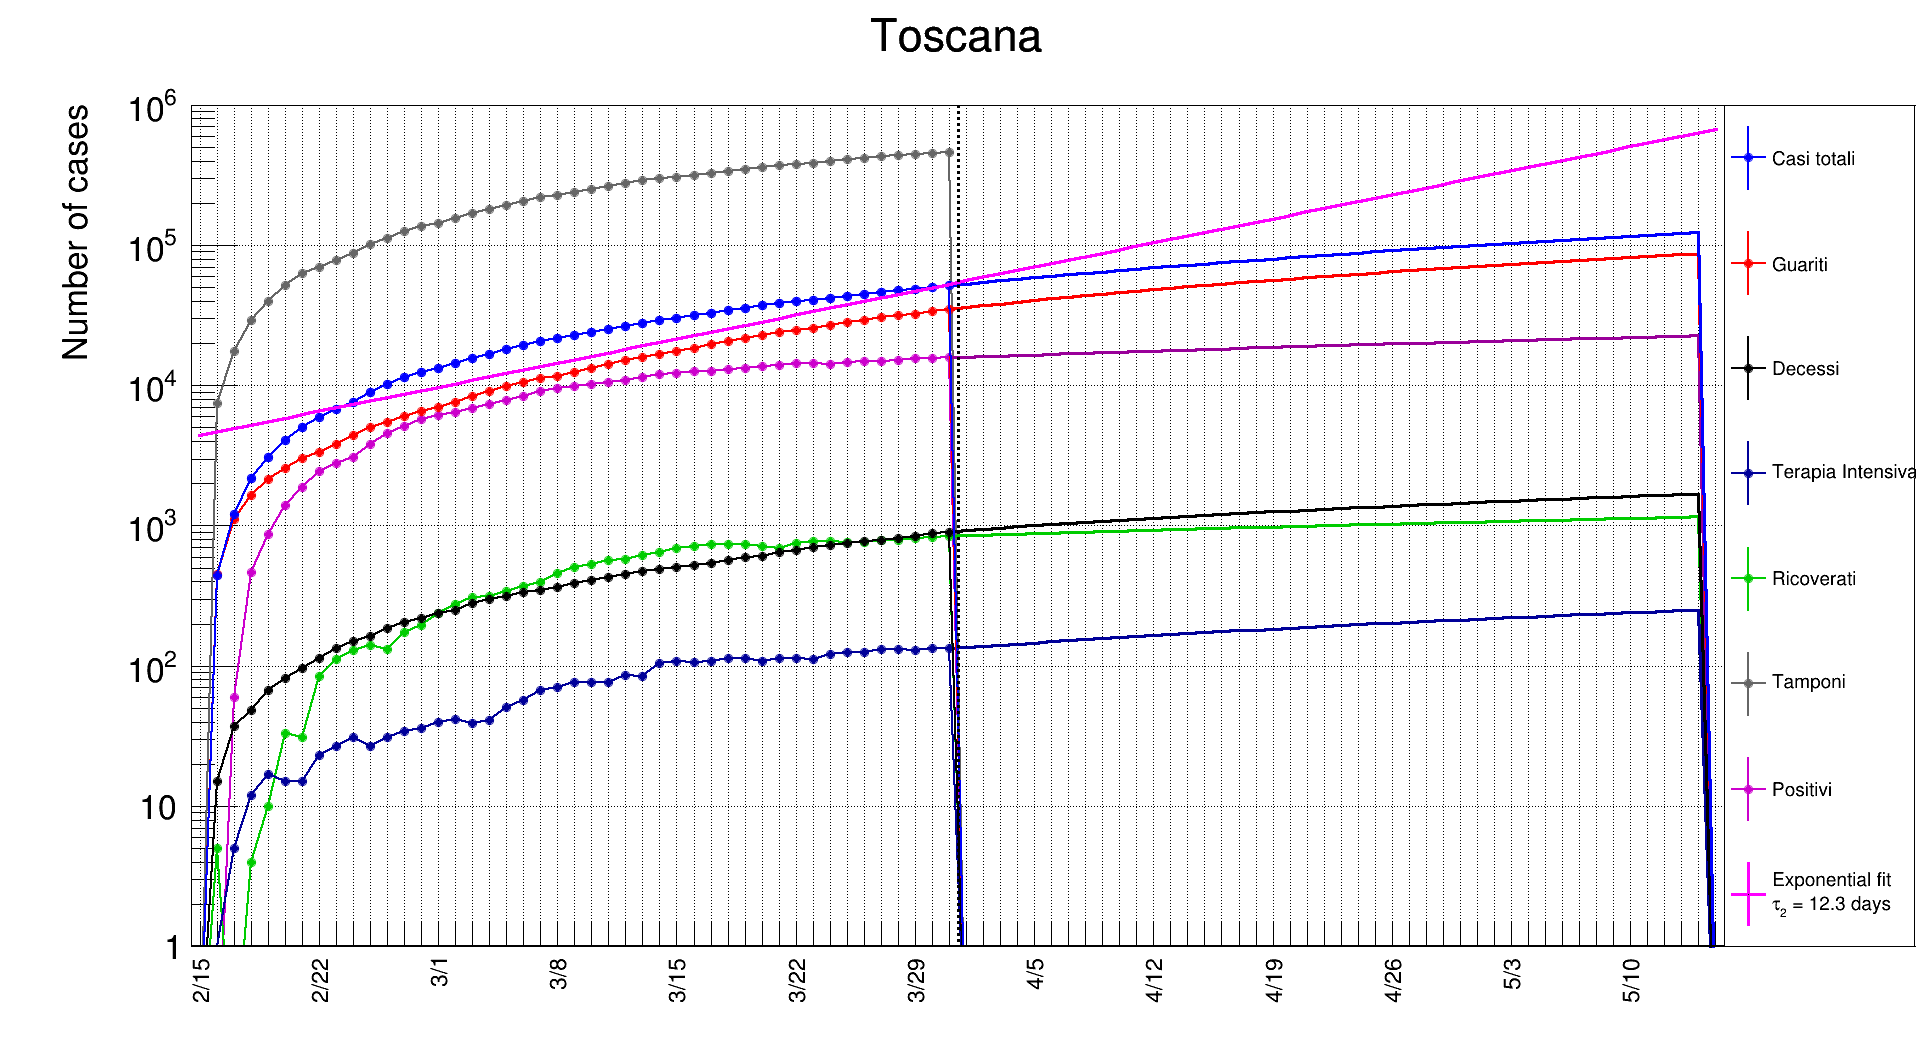 Toscana
Number of cases
10^6
10^5
10^4
10^3
10^2
10
1
2/15 2/22 3/1 3/8 3/15 3/22 3/29 4/5 4/12 4/19 4/26 5/3 5/10
Casi totali
Guariti
Decessi
Terapia Intensiva
Ricoverati
Tamponi
Positivi
Exponential fit
τ₂ = 12.3 days